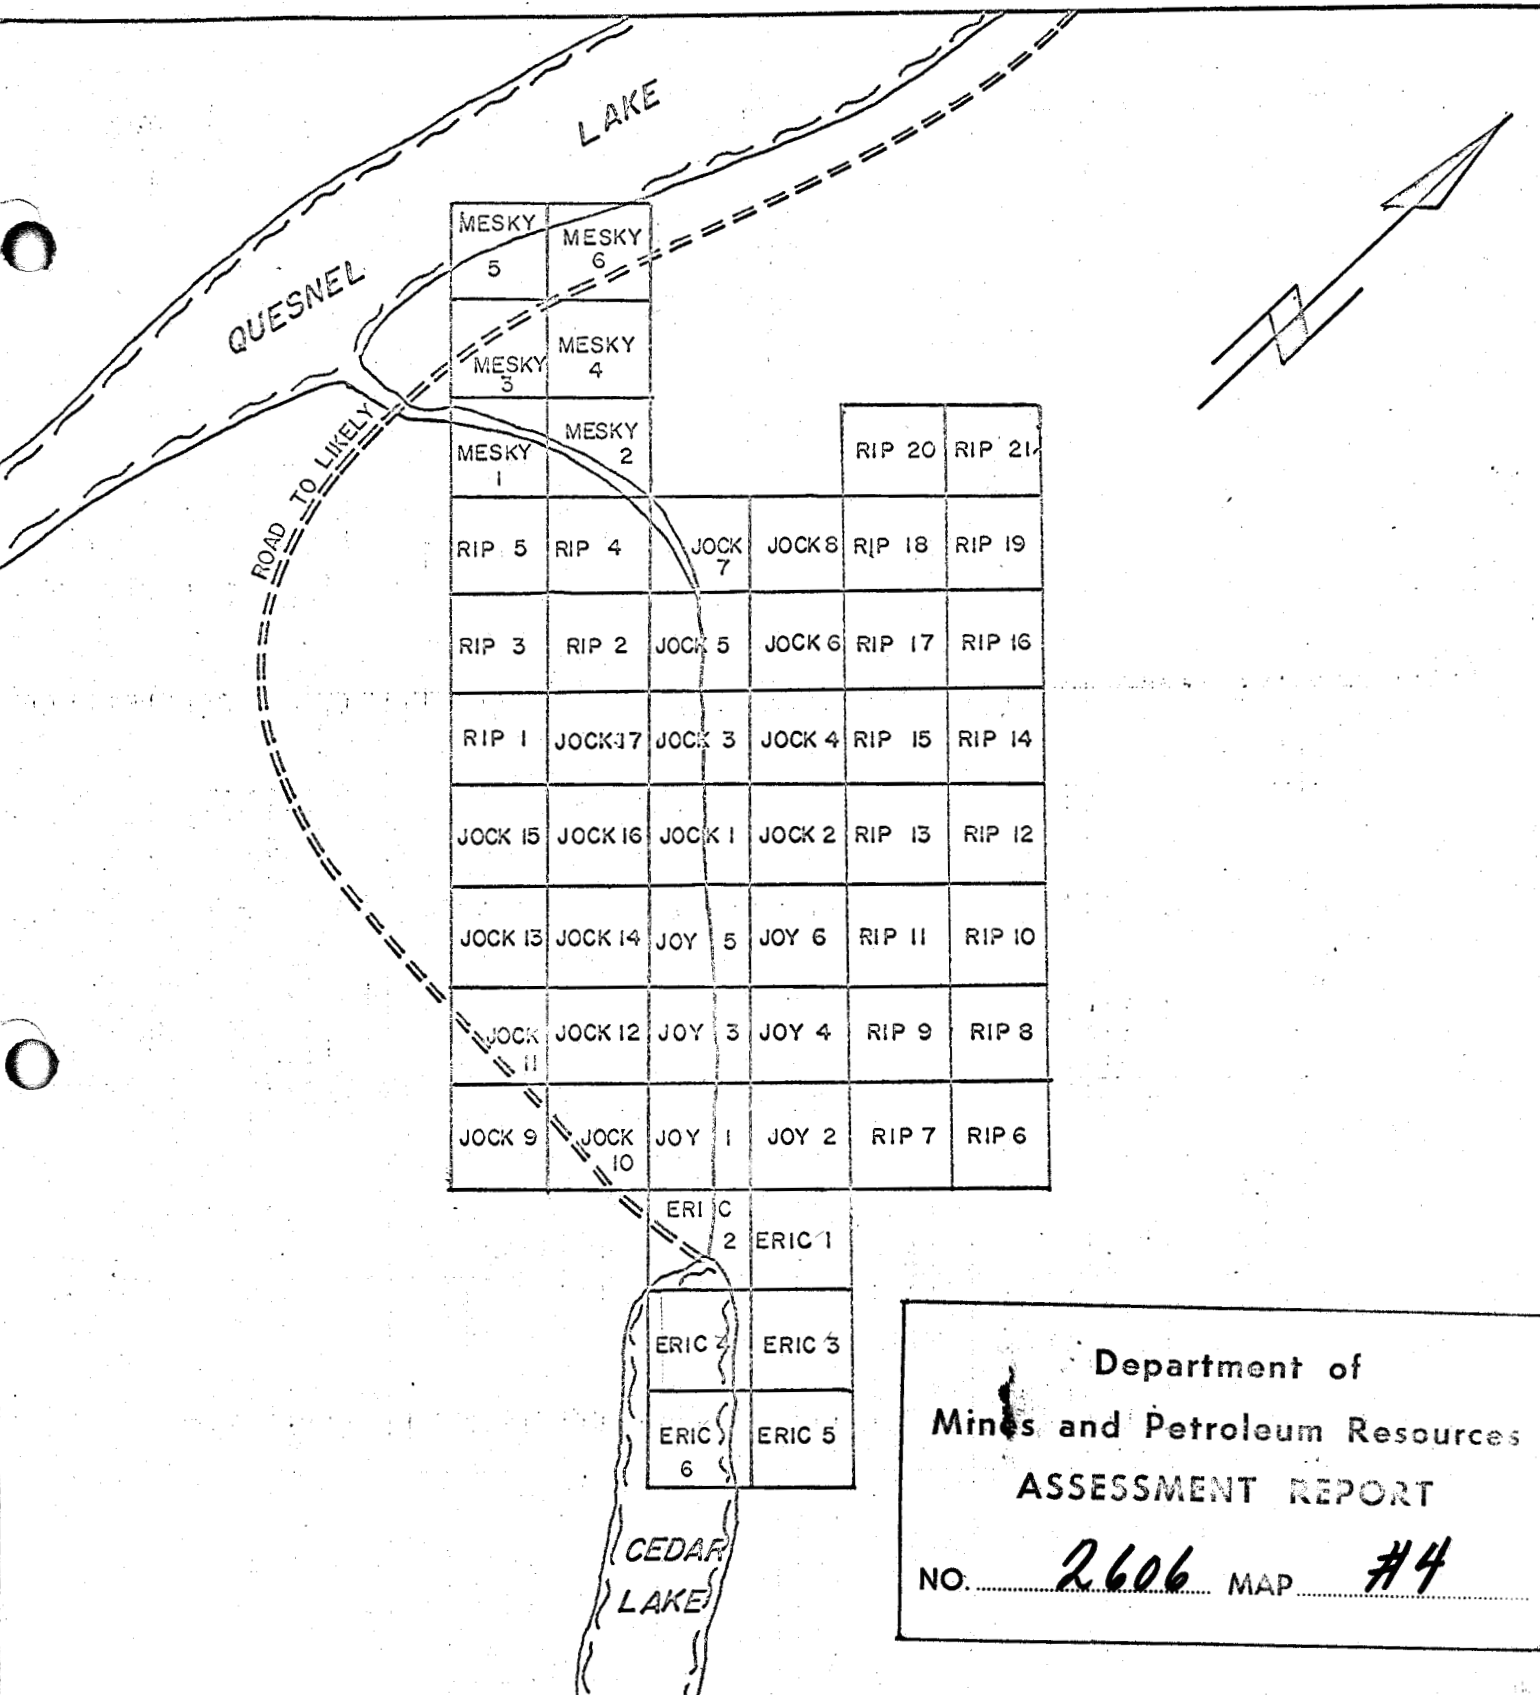 LAKE
QUESNEL
MESKY
5
MESKY
6
MESKY
3
MESKY
4
ROAD TO LIKELY
MESKY
1
MESKY
2
RIP 20
RIP 21
RIP 5
RIP 4
JOCK
7
JOCK 8
RIP 18
RIP 19
RIP 3
RIP 2
JOCK 5
JOCK 6
RIP 17
RIP 16
RIP 1
JOCK 17
JOCK 3
JOCK 4
RIP 15
RIP 14
JOCK 15
JOCK 16
JOCK 1
JOCK 2
RIP 13
RIP 12
JOCK 13
JOCK 14
JOY 5
JOY 6
RIP 11
RIP 10
JOCK
11
JOCK 12
JOY 3
JOY 4
RIP 9
RIP 8
JOCK 9
JOCK
10
JOY 1
JOY 2
RIP 7
RIP 6
ERIC
2
ERIC 1
ERIC 4
ERIC 3
ERIC
6
ERIC 5
CEDAR
LAKE
Department of
Mines and Petroleum Resources
ASSESSMENT REPORT
NO. 2606 MAP #4